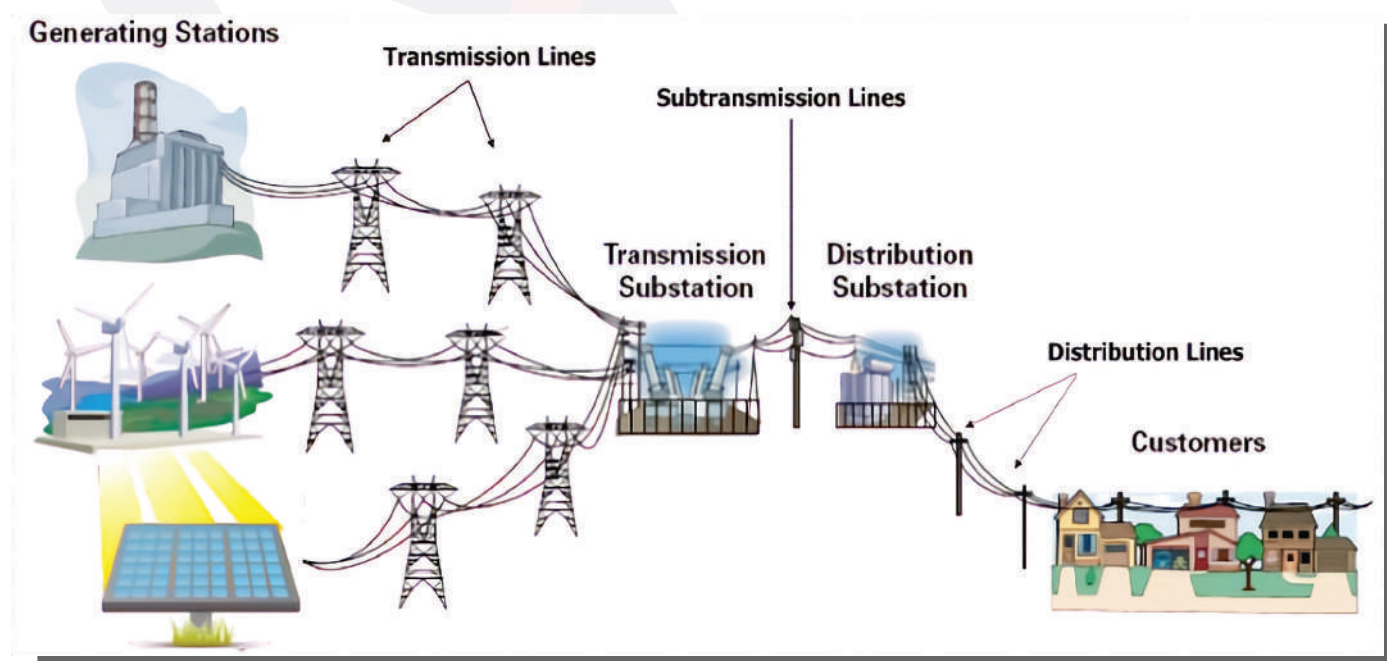 Generating Stations
Transmission Lines
Subtransmission Lines
Transmission
Substation
Distribution
Substation
Distribution Lines
Customers